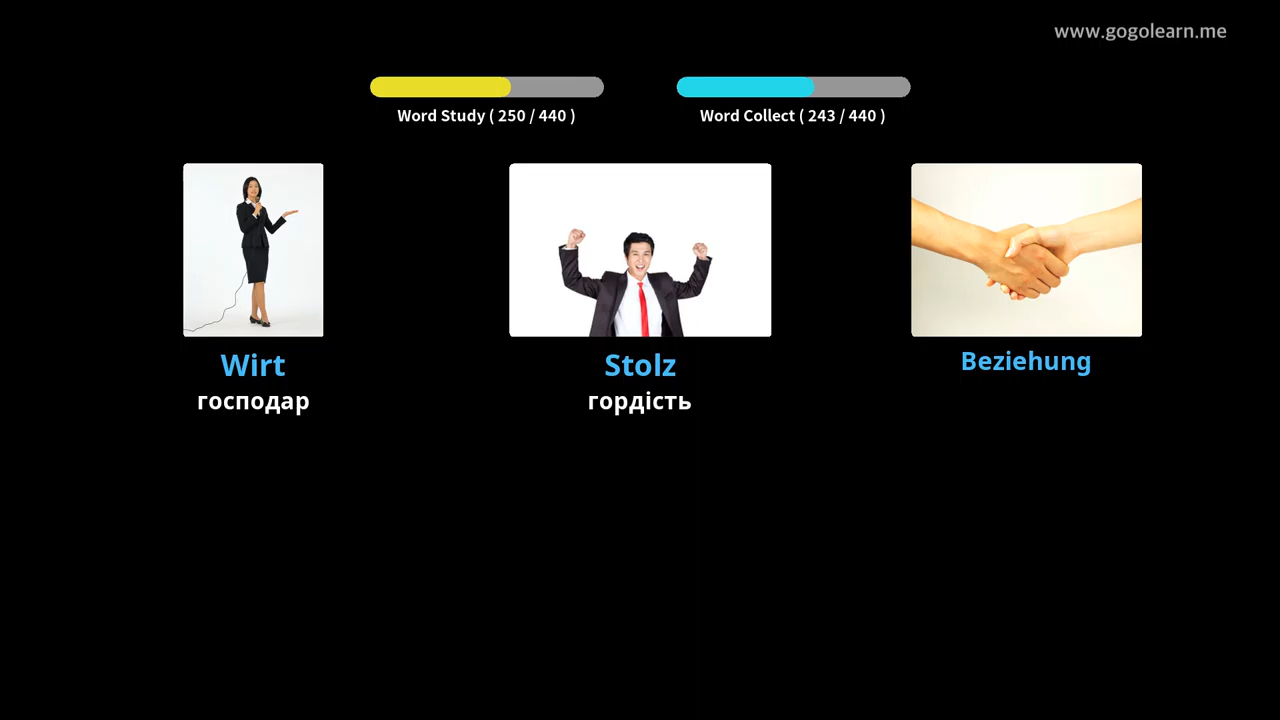 www.gogolearn.me
Word Study ( 250 / 440 )
Word Collect ( 243 / 440 )
Wirt
господар
Stolz
гордість
Beziehung